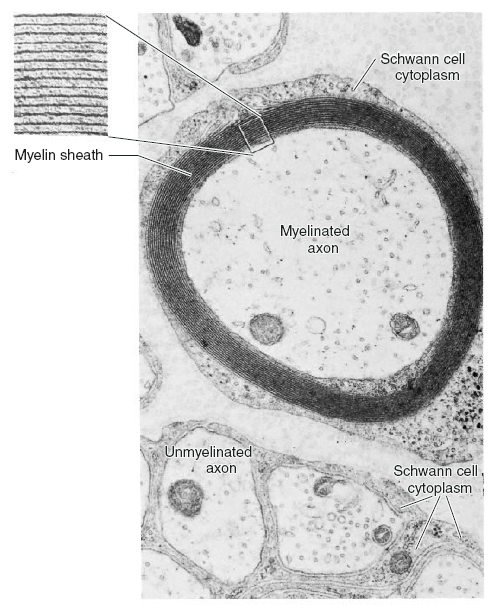 Schwann cell
cytoplasm
Myelin sheath
Myelinated
axon
Unmyelinated
axon
Schwann cell
cytoplasm